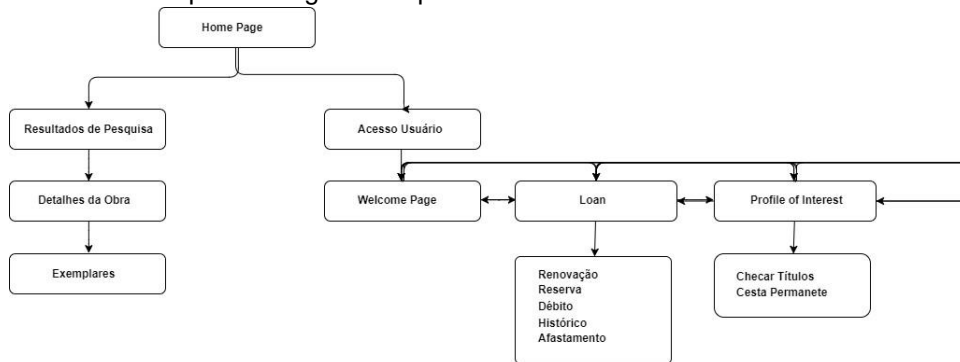 Home Page
Resultados de Pesquisa
Acesso Usuário
Detalhes da Obra
Welcome Page
Loan
Profile of Interest
Exemplares
Renovação
Reserva
Débito
Histórico
Afastamento
Checar Títulos
Cesta Permanete